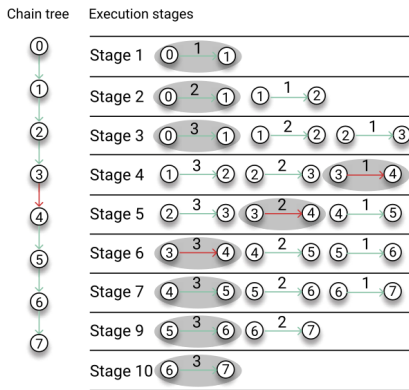 Chain tree
0
1
2
3
4
5
6
7
Execution stages
Stage 1 0 1 1
Stage 2 0 2 1 1 1 2
Stage 3 0 3 1 1 2 2 2 1 3
Stage 4 1 3 2 2 2 3 3 1 4
Stage 5 2 3 3 3 2 4 4 1 5
Stage 6 3 3 4 4 2 5 5 1 6
Stage 7 4 3 5 5 2 6 6 1 7
Stage 9 5 3 6 6 2 7
Stage 10 6 3 7